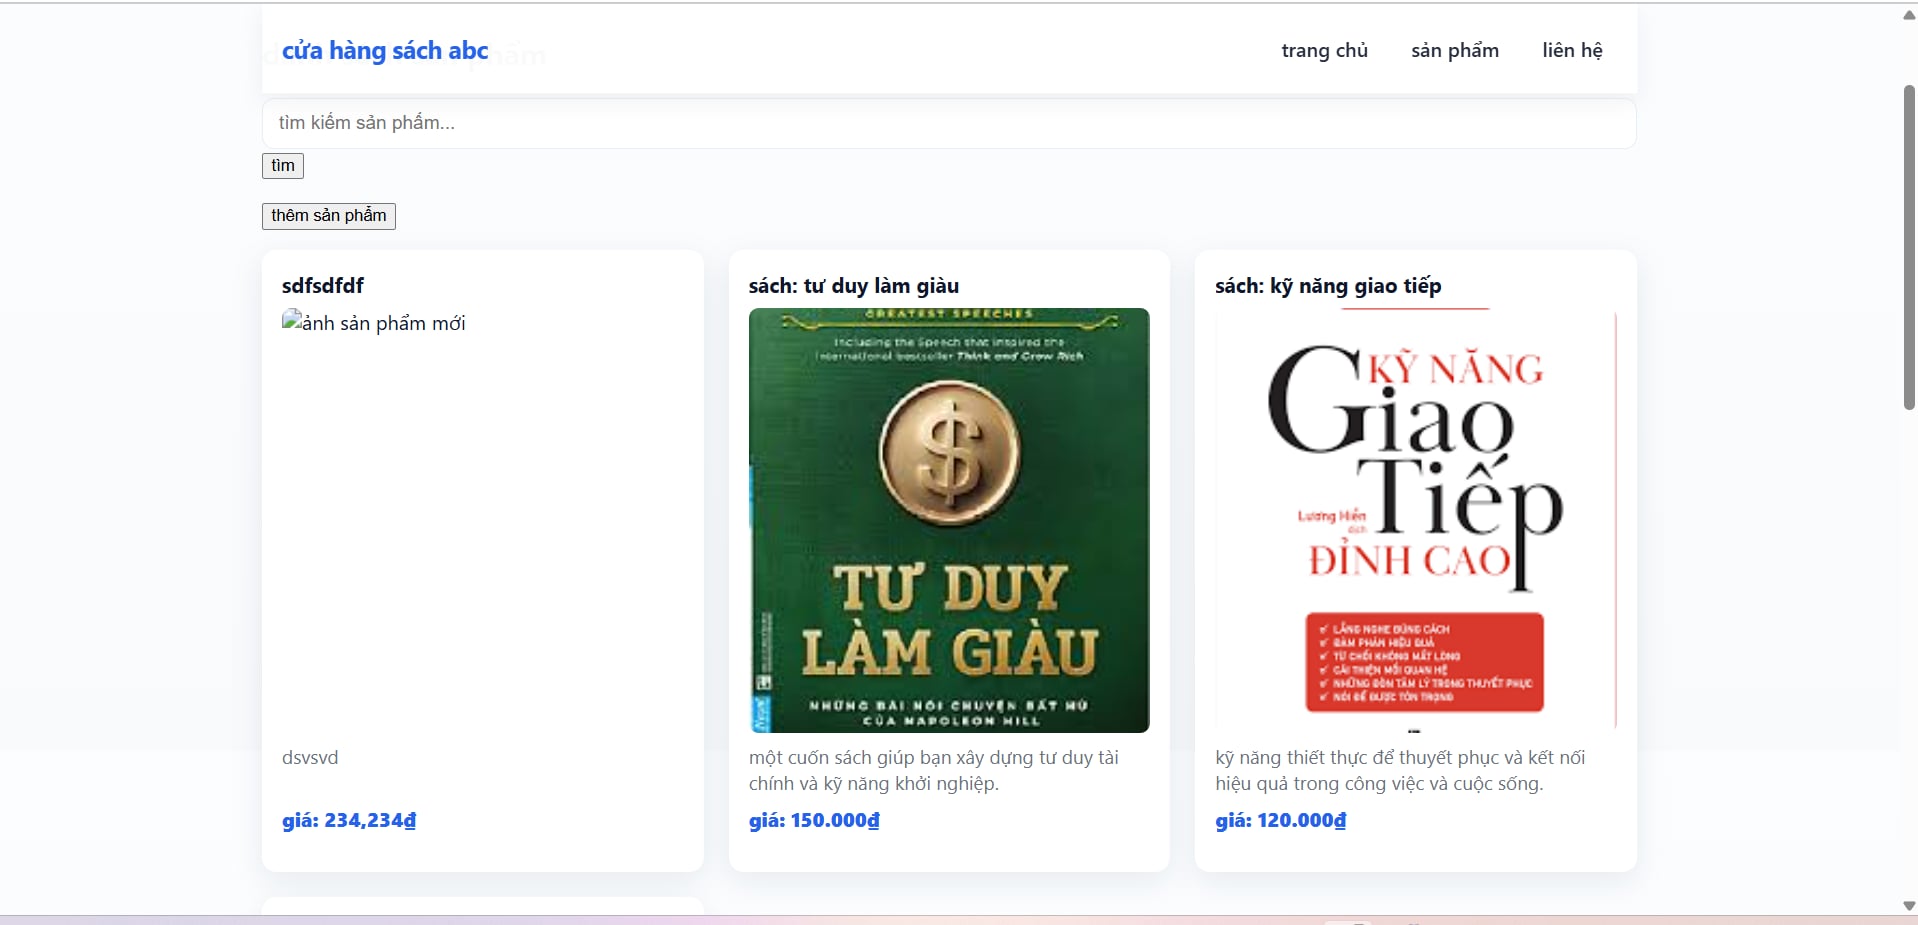 cửa hàng sách abc
trang chủ
sản phẩm
liên hệ
tìm kiếm sản phẩm...
tìm
thêm sản phẩm
sdfsdfdf
ảnh sản phẩm mới
dsvsvd
giá: 234,234₫
sách: tư duy làm giàu
GREATEST SPEECHES
Including the Speech that inspired the
international bestseller Think and Grow Rich
TƯ DUY
LÀM GIÀU
NHỮNG BÀI NÓI CHUYỆN BẤT HỦ
CỦA NAPOLEON HILL
một cuốn sách giúp bạn xây dựng tư duy tài
chính và kỹ năng khởi nghiệp.
giá: 150.000₫
sách: kỹ năng giao tiếp
KỸ NĂNG
Giao
Tiếp
Lương Hiền
dịch
ĐỈNH CAO
LẮNG NGHE ĐÚNG CÁCH
ĐÀM PHÁN HIỆU QUẢ
TỪ CHỐI KHÔNG MẤT LÒNG
CẢI THIỆN MỐI QUAN HỆ
NHỮNG ĐÒN TÂM LÝ TRONG THUYẾT PHỤC
NÓI ĐỂ ĐƯỢC TÔN TRỌNG
kỹ năng thiết thực để thuyết phục và kết nối
hiệu quả trong công việc và cuộc sống.
giá: 120.000₫